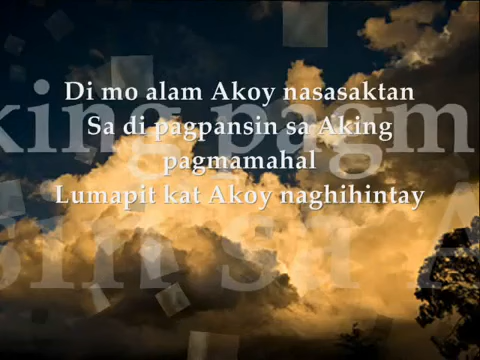 Di mo alam Akoy nasasaktan
Sa di pagpansin sa Aking
pagmamahal
Lumapit kat Akoy naghihintay